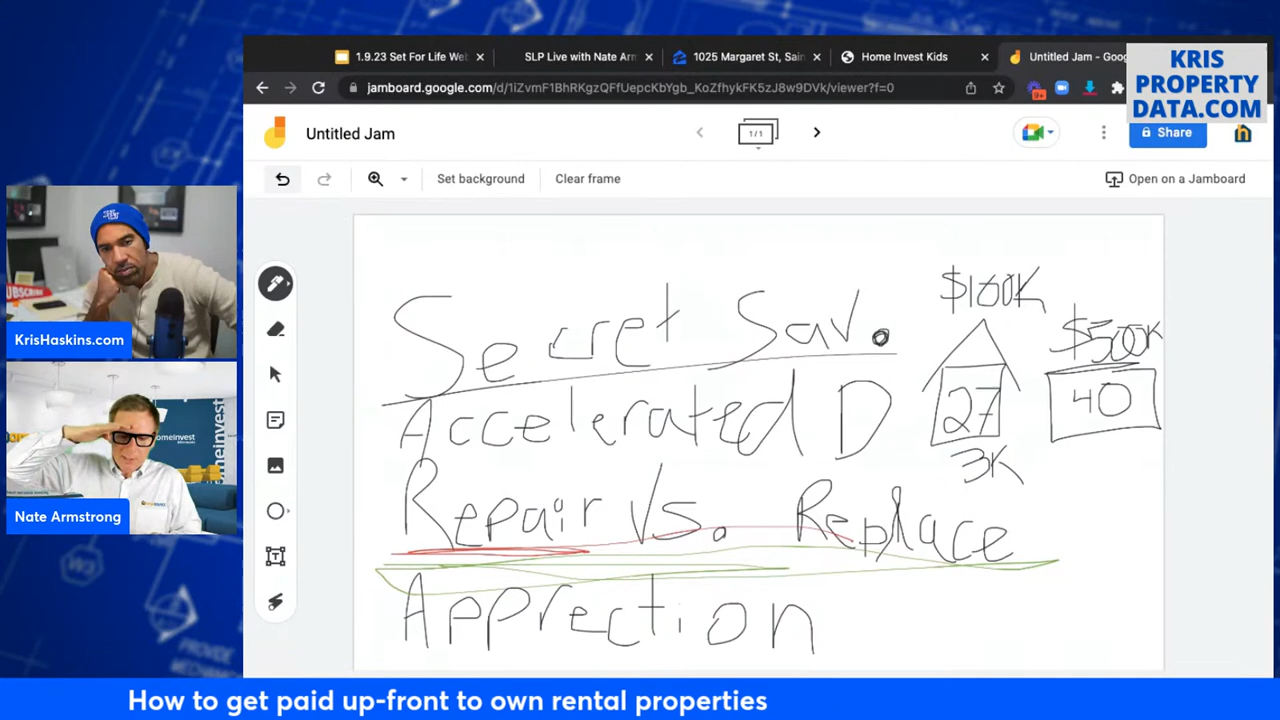 1.9.23 Set For Life Web
SLP Live with Nate Arm
1025 Margaret St, Sain
Home Invest Kids
Untitled Jam - Goog
KRIS
PROPERTY
DATA.COM
jamboard.google.com/d/1iZvmF1BhRKgzQFfUepcKbYgb_KoZfhykFK5zJ8w9DVk/viewer?f=0
9+
Untitled Jam
1/1
Share
Set background
Clear frame
Open on a Jamboard
Secret Sav.
$100K
$500K
Accelerated D
27
40
3K
Repair Vs. Replace
Apprection
KrisHaskins.com
Nate Armstrong
How to get paid up-front to own rental properties